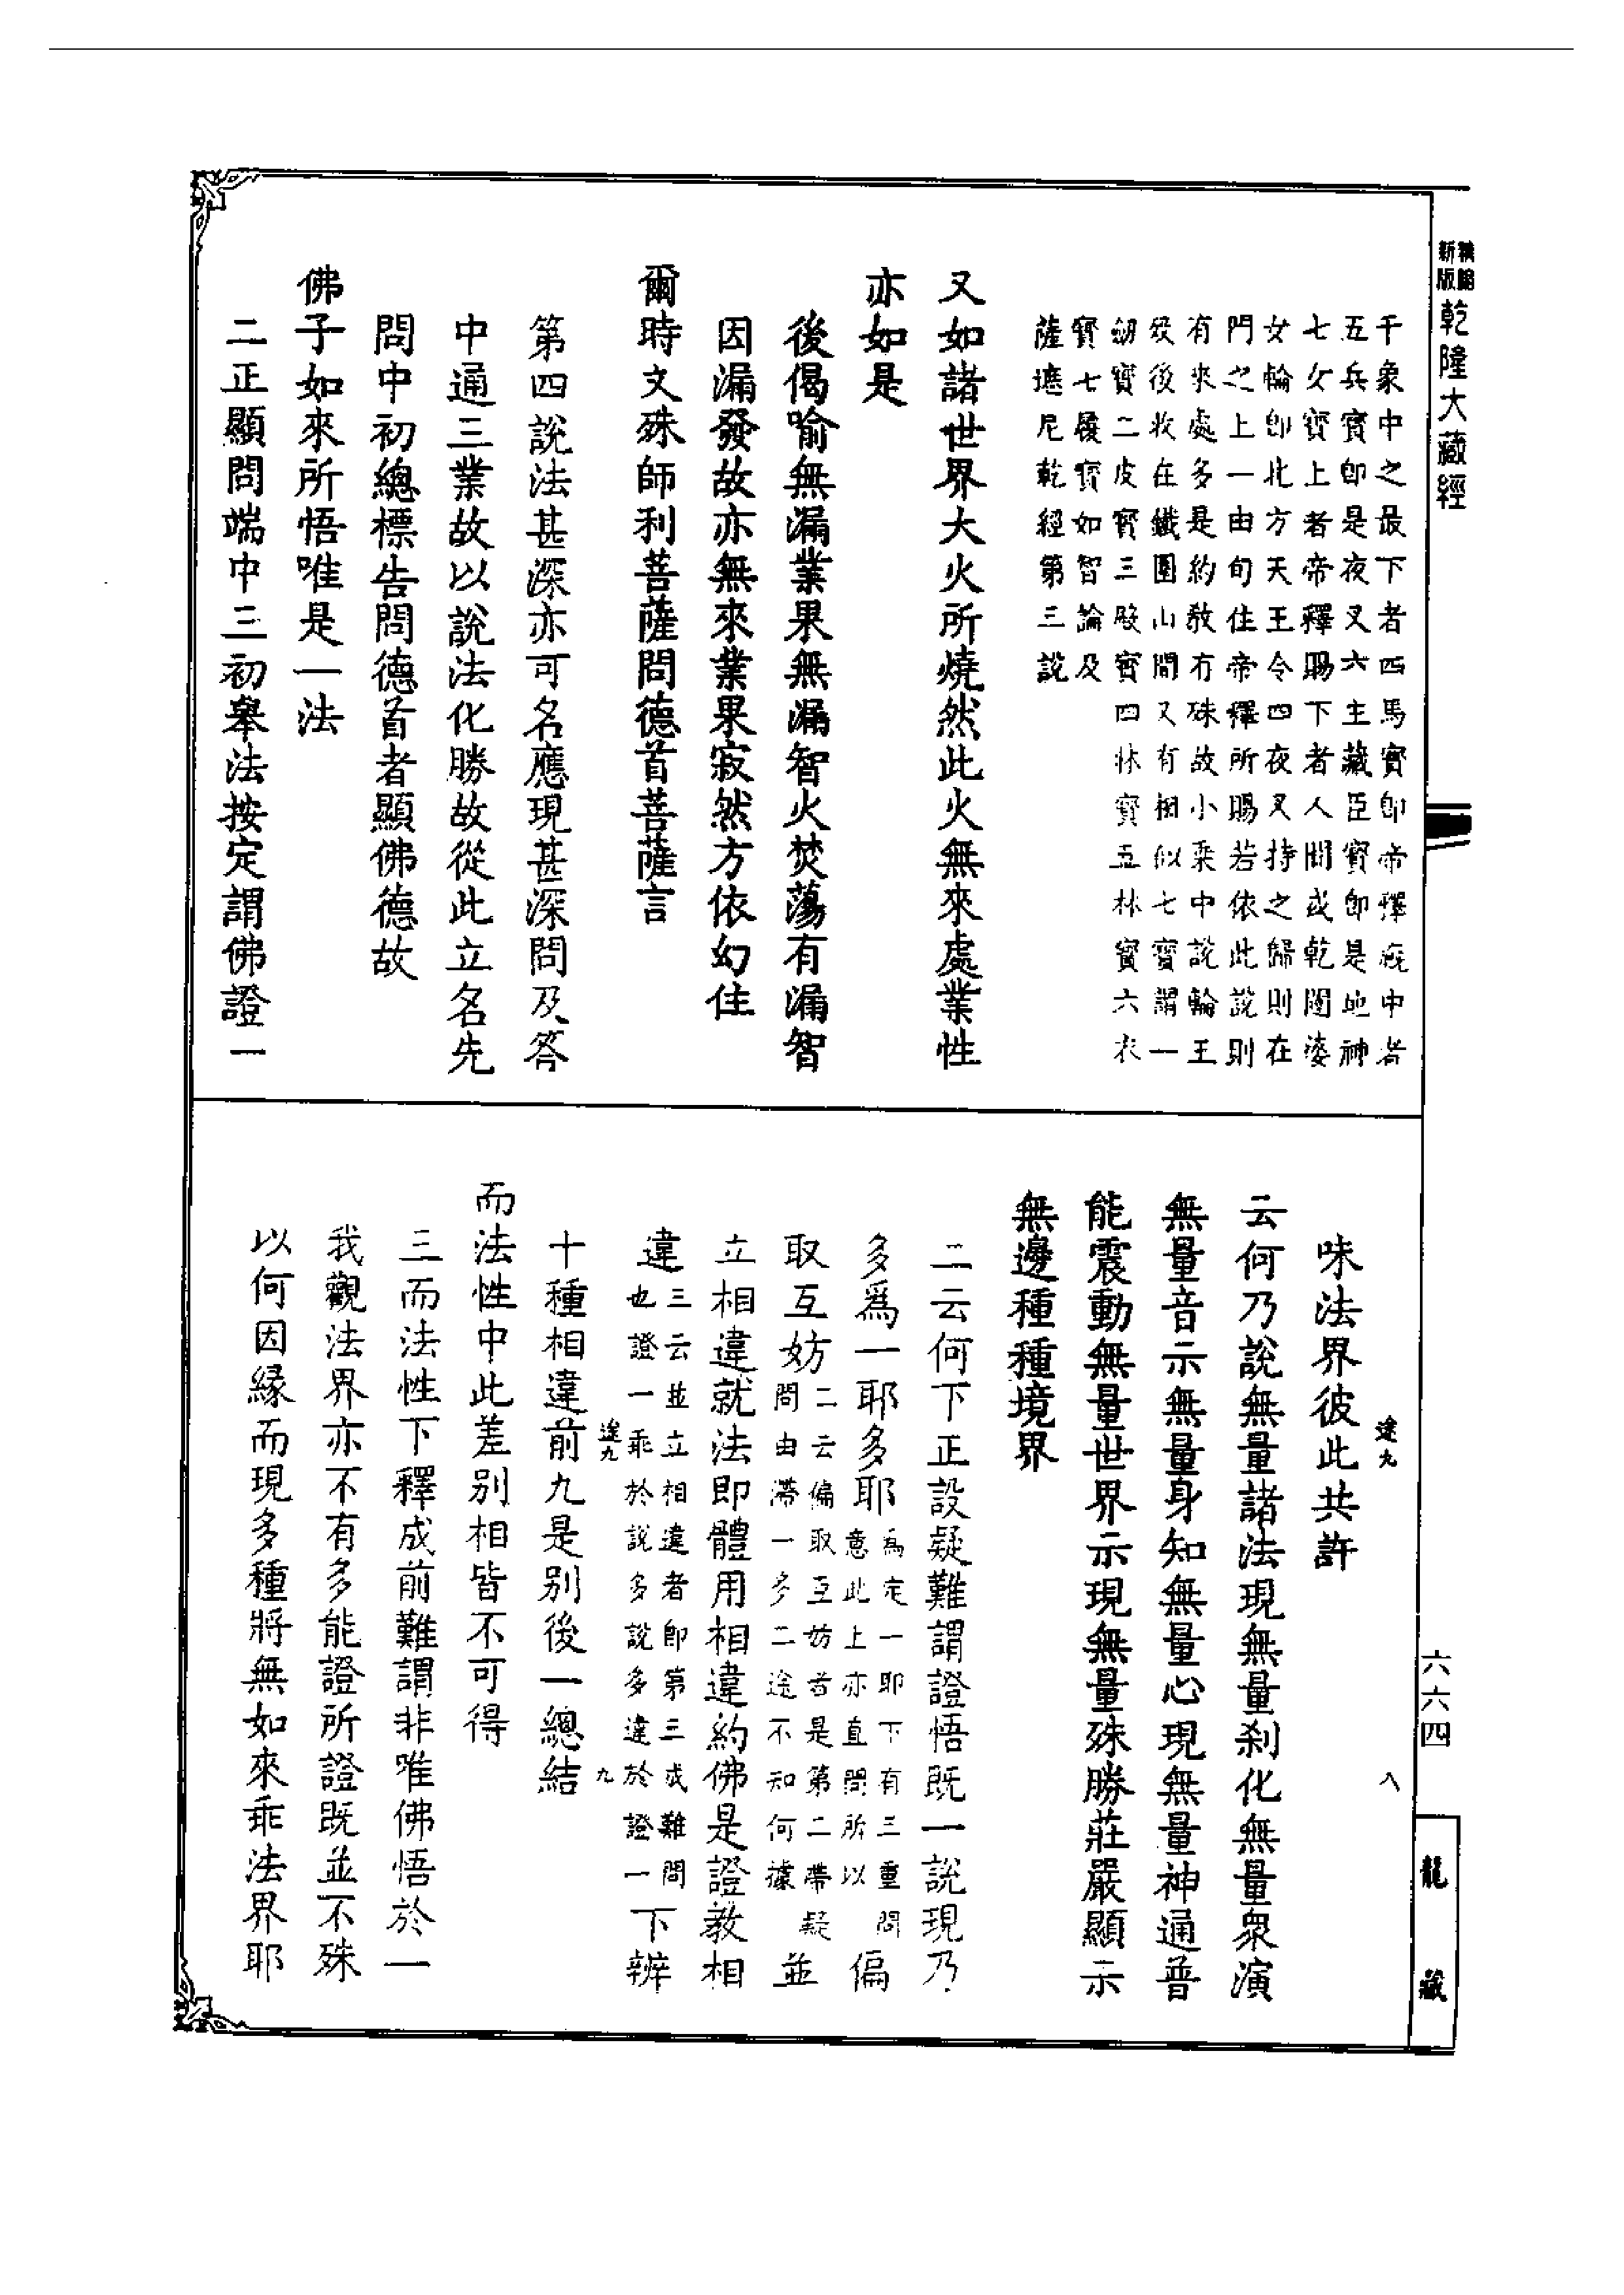 新版精縮乾隆大藏經
千象中之最下者四馬寶即帝釋廐中者
五兵寶即是夜叉六主藏臣寶即是地神
七女寶上者帝釋賜下者人間或乾闥婆
女輪即北方天王令四夜叉持之歸則在
門之上一由旬住帝釋所賜若依此說則
有來處多是約教有殊故小乘中說輪王
歿後收在鐵圍山間又有相似七寶謂一
劒寶二皮寶三殿寶四牀寶五林寶六衣
寶七履寶如智論及
薩遮尼乾經第三說
又如諸世界大火所燒然此火無來處業性
亦如是
後偈喻無漏業果無漏智火焚蕩有漏智
因漏發故亦無來業果寂然方依幻住
爾時文殊師利菩薩問德首菩薩言
第四說法甚深亦可名應現甚深問及答
中通三業故以說法化勝故從此立名先
問中初總標告問德首者顯佛德故
佛子如來所悟唯是一法
二正顯問端中三初舉法按定謂佛證一
味法界彼此共許
云何乃說無量諸法現無量刹化無量衆演
無量音示無量身知無量心現無量神通普
能震動無量世界示現無量殊勝莊嚴顯示
無邊種種境界
二云何下正設疑難謂證悟既一說現乃
多爲一耶多耶爲定一即下有三重問意此上亦直問所以偏
取互妨二云偏取互妨者是第二帶疑問由滯一多二途不知何據並
立相違就法即體用相違約佛是證教相
違三云並立相違者即第三成難問也證一乖於說多說多違於證一下辨
十種相違前九是別後一總結
而法性中此差別相皆不可得
三而法性下釋成前難謂非唯佛悟於一
我觀法界亦不有多能證所證既並不殊
以何因緣而現多種將無如來乖法界耶
途九
八
途九
九
六六四
龍藏